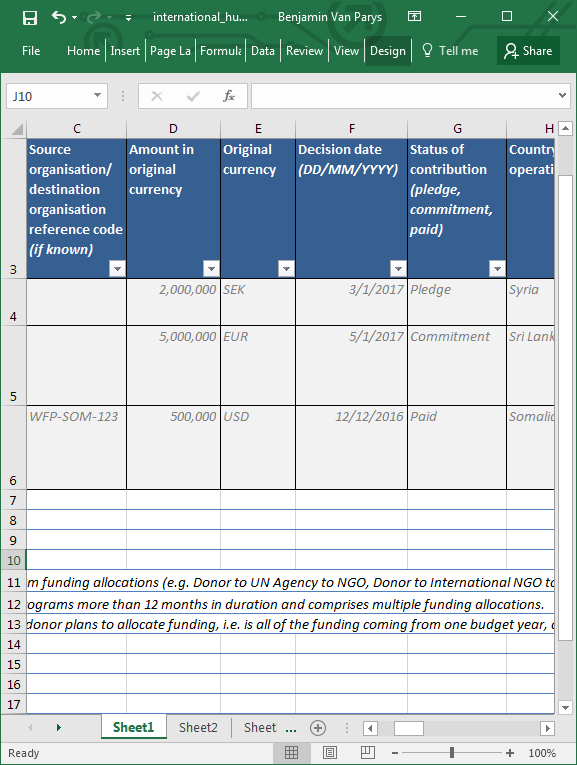 international_hu... Benjamin Van Parys
File Home Insert Page La Formula Data Review View Design Tell me Share
J10 fx
C D E F G H
3
Source organisation/ destination organisation reference code (if known)
Amount in original currency
Original currency
Decision date (DD/MM/YYYY)
Status of contribution (pledge, commitment, paid)
Country operati
4 2,000,000 SEK 3/1/2017 Pledge Syria
5 5,000,000 EUR 5/1/2017 Commitment Sri Lank
6 WFP-SOM-123 500,000 USD 12/12/2016 Paid Somalia
7
8
9
10
11 m funding allocations (e.g. Donor to UN Agency to NGO, Donor to International NGO to
12 ograms more than 12 months in duration and comprises multiple funding allocations.
13 donor plans to allocate funding, i.e. is all of the funding coming from one budget year,
14
15
16
17
Sheet1 Sheet2 Sheet ...
Ready 100%